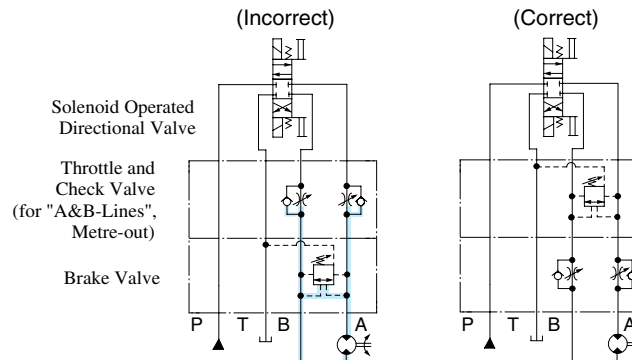 (Incorrect)
(Correct)
Solenoid Operated
Directional Valve
Throttle and
Check Valve
(for "A&B-Lines",
Metre-out)
Brake Valve
P T B A
P T B A